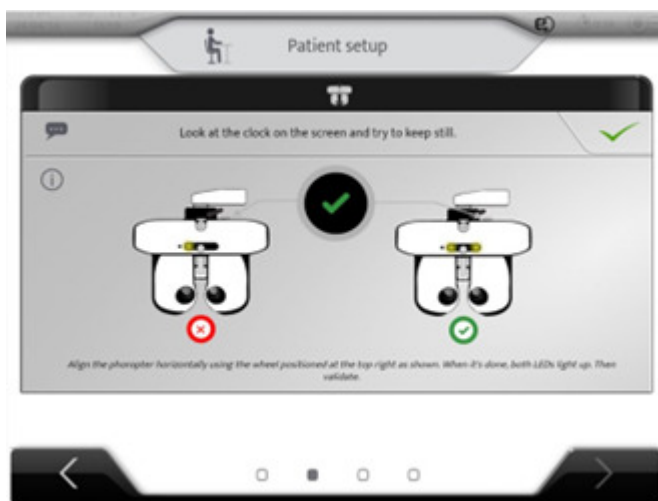 Patient setup
Look at the clock on the screen and try to keep still.
Align the phoropter horizontally using the wheel positioned at the top right as shown. When it's done, both LEDs light up. Then
validate.